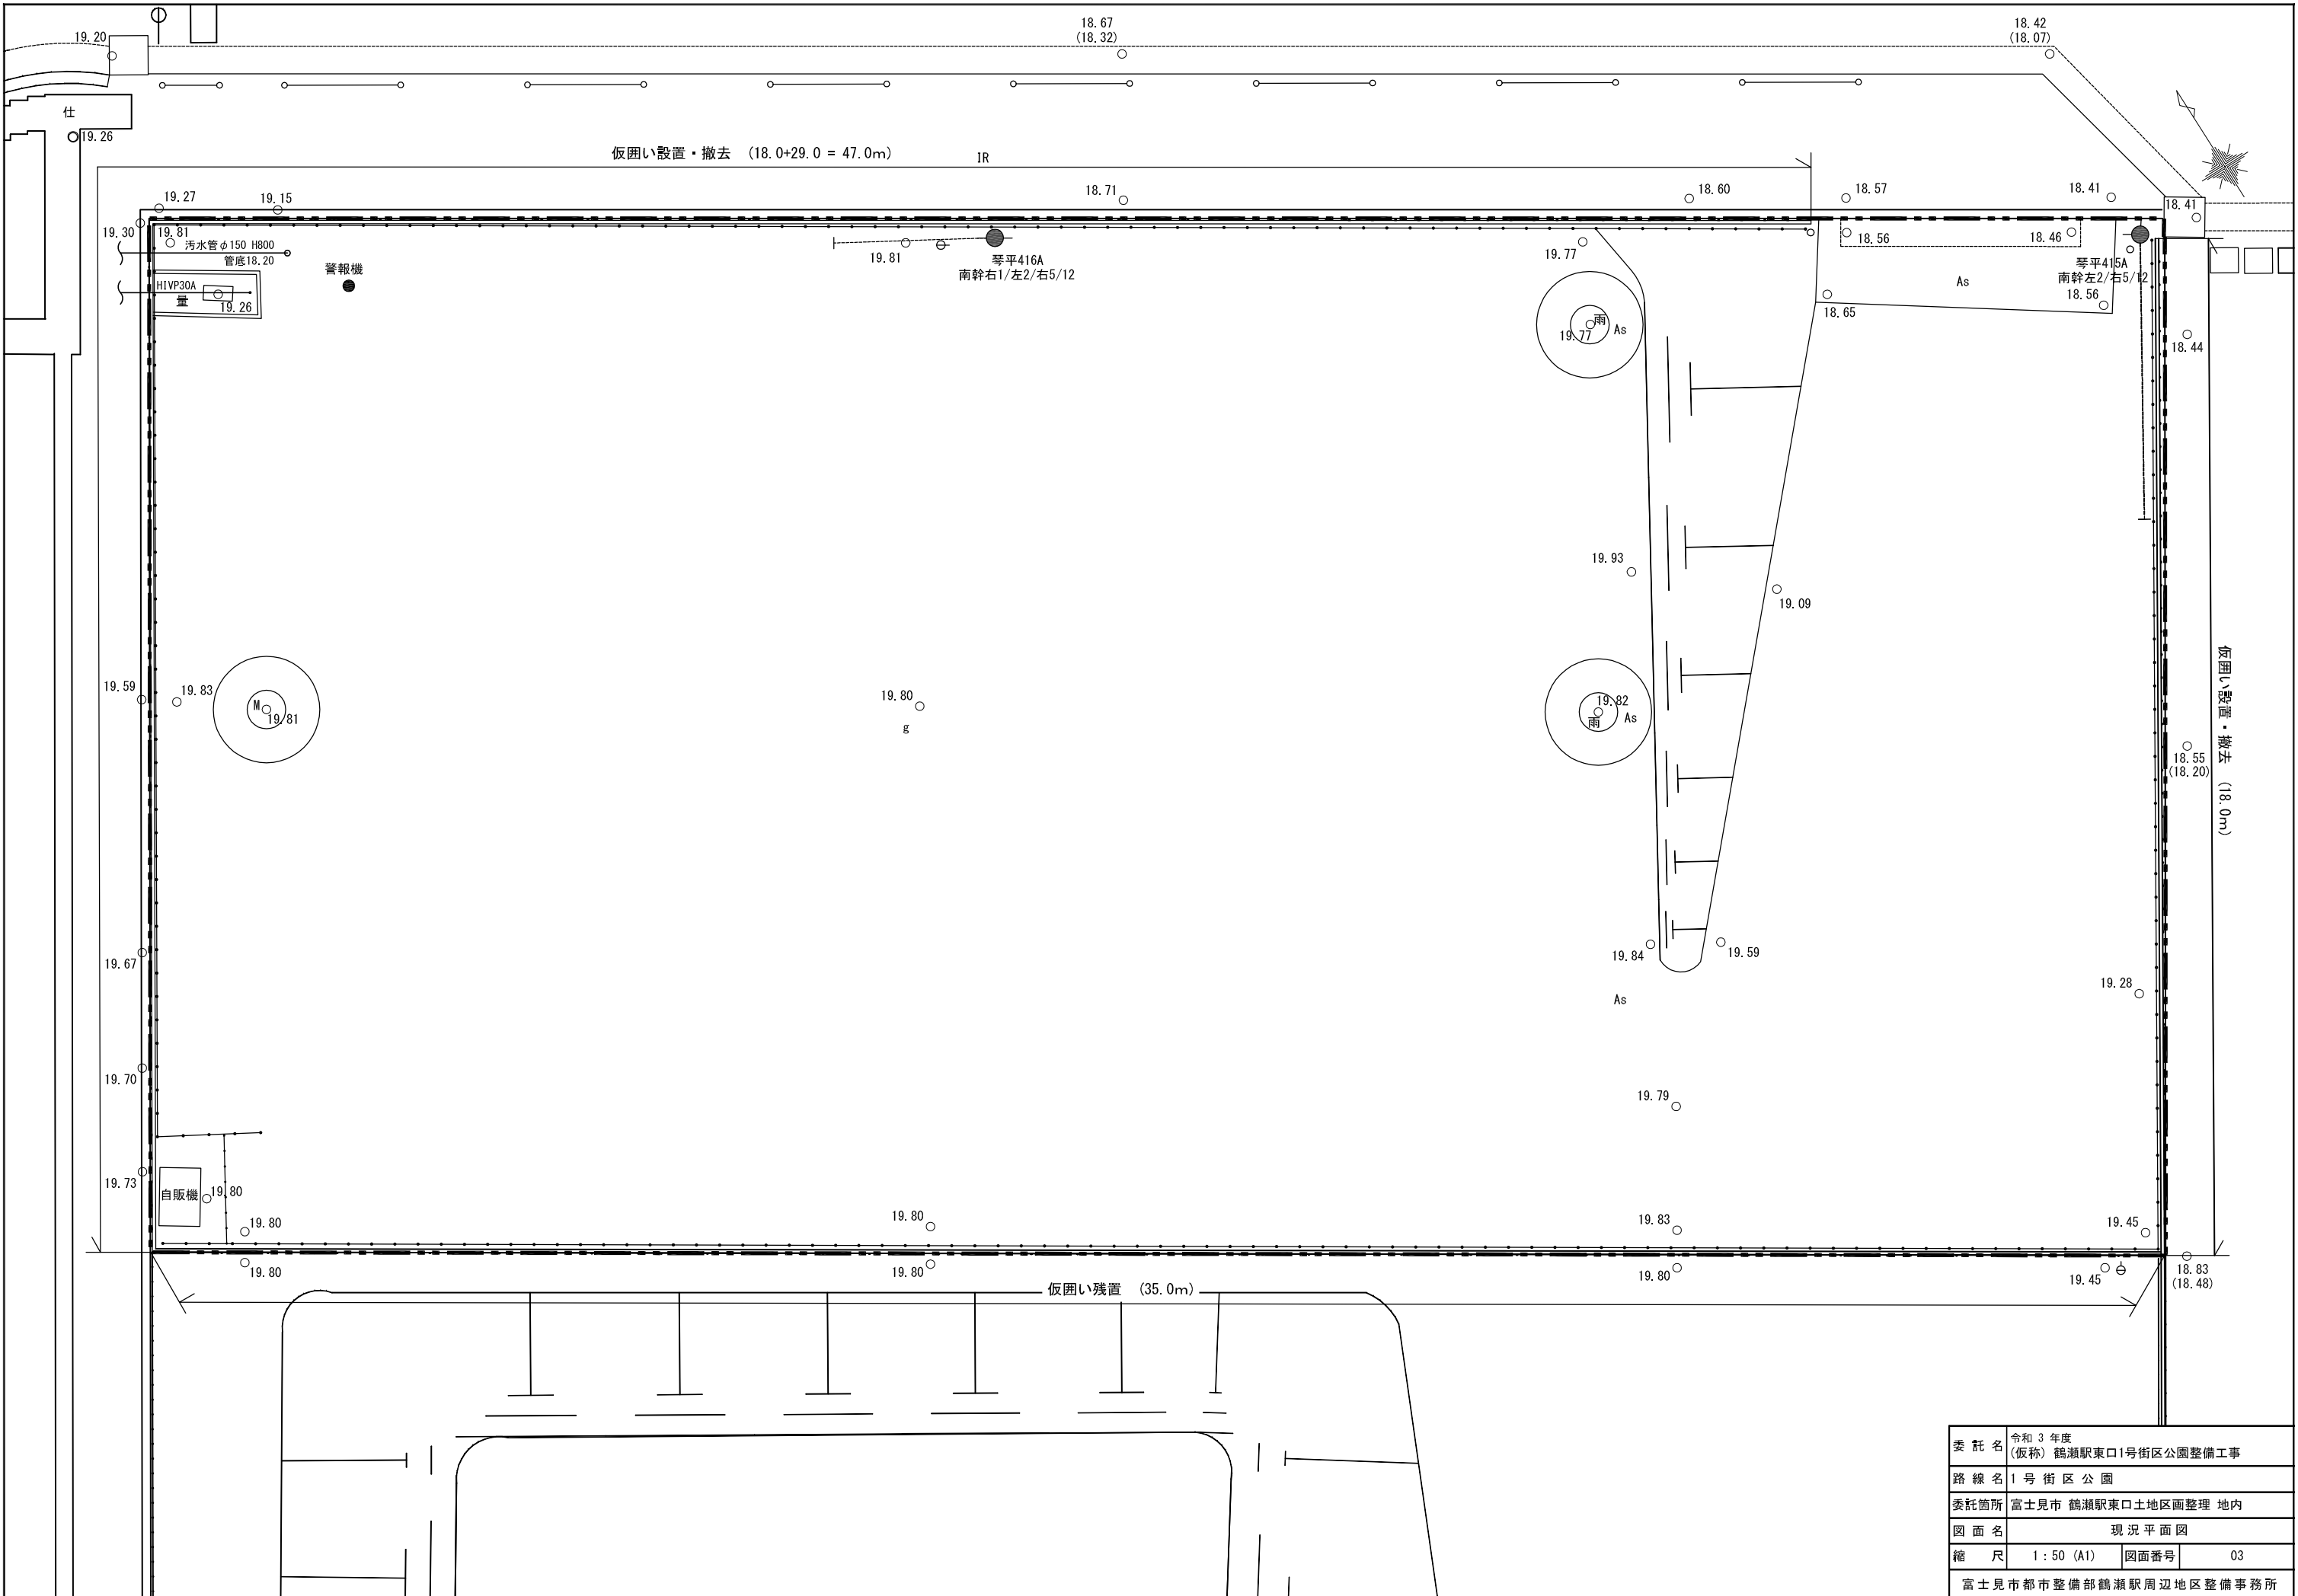 19.20
18.67
(18.32)
18.42
(18.07)
仕
19.26
仮囲い設置・撤去 (18.0+29.0 = 47.0m)
IR
19.27
19.15
18.71
18.60
18.57
18.41
18.41
19.30
19.81
汚水管φ150 H800
管底18.20
警報機
HIVP30A
量
19.26
19.81
琴平416A
南幹右1/左2/右5/12
19.77
18.56
18.46
琴平415A
南幹左2/右5/12
As
18.56
18.65
雨
As
19.77
18.44
19.93
19.09
仮囲い設置・撤去 (18.0m)
19.59
19.83
M
19.81
19.80
g
19.82
雨
As
18.55
(18.20)
19.67
19.84
19.59
As
19.28
19.70
19.79
19.73
自販機
19.80
19.80
19.80
19.83
19.45
19.80
19.80
19.80
19.45
18.83
(18.48)
仮囲い残置 (35.0m)
委託名 令和 3 年度
(仮称) 鶴瀬駅東口1号街区公園整備工事
路線名 1号街区公園
委託箇所 富士見市 鶴瀬駅東口土地区画整理 地内
図面名 現況平面図
縮尺 1:50 (A1) 図面番号 03
富士見市都市整備部鶴瀬駅周辺地区整備事務所